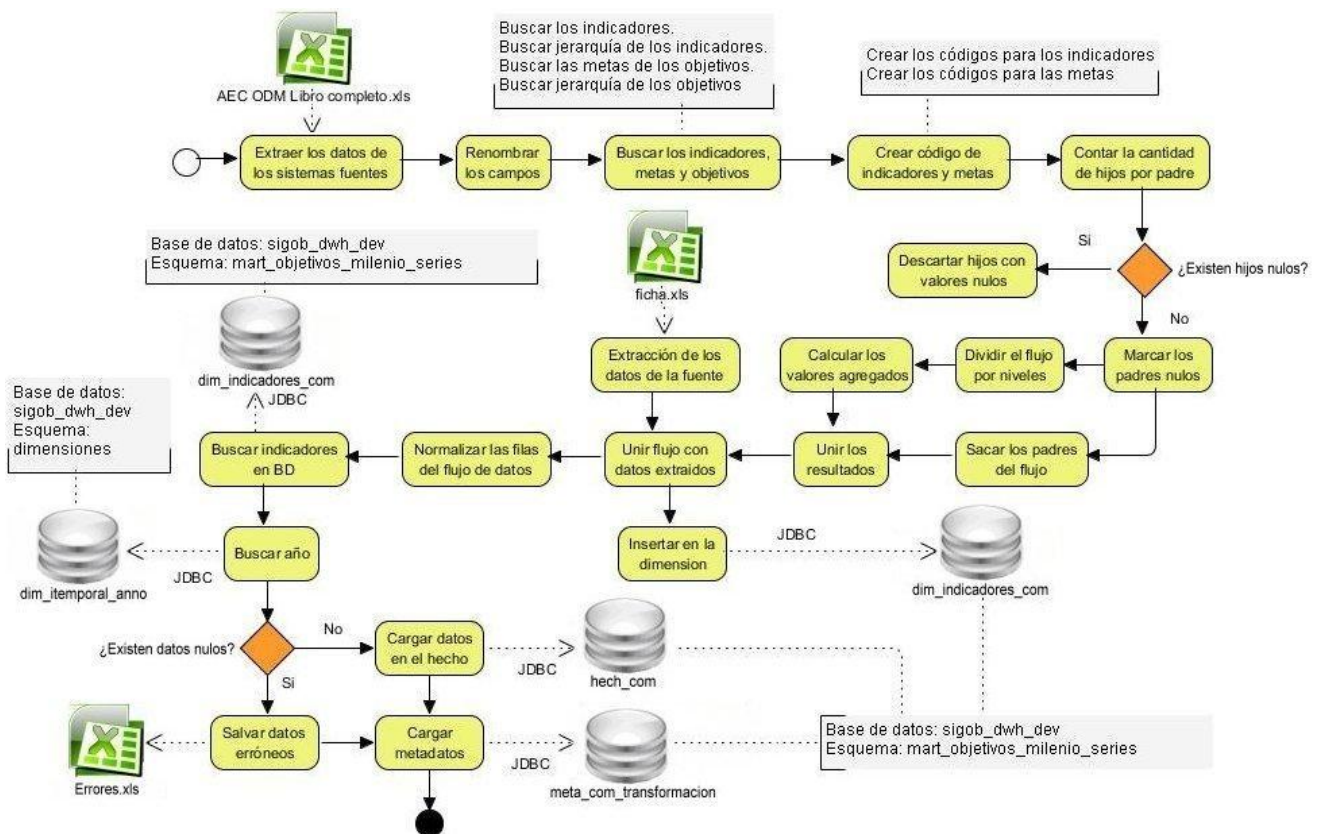 Buscar los indicadores.
Buscar jerarquía de los indicadores.
Buscar las metas de los objetivos.
Buscar jerarquía de los objetivos
Crear los códigos para los indicadores
Crear los códigos para las metas
AEC ODM Libro completo.xls
Extraer los datos de
los sistemas fuentes
Renombrar
los campos
Buscar los indicadores,
metas y objetivos
Crear código de
indicadores y metas
Contar la cantidad
de hijos por padre
Base de datos: sigob_dwh_dev
Esquema: mart_objetivos_milenio_series
ficha.xls
Si
Descartar hijos con
valores nulos
¿Existen hijos nulos?
No
dim_indicadores_com
JDBC
Extracción de los
datos de la fuente
Calcular los
valores agregados
Dividir el flujo
por niveles
Marcar los
padres nulos
Base de datos:
sigob_dwh_dev
Esquema:
dimensiones
Buscar indicadores
en BD
Normalizar las filas
del flujo de datos
Unir flujo con
datos extraidos
Unir los
resultados
Sacar los padres
del flujo
dim_itemporal_anno
JDBC
Buscar año
Insertar en la
dimension
JDBC
dim_indicadores_com
¿Existen datos nulos?
No
Cargar datos
en el hecho
JDBC
hech_com
Si
Errores.xls
Salvar datos
erróneos
Cargar
metadatos
JDBC
meta_com_transformacion
Base de datos: sigob_dwh_dev
Esquema: mart_objetivos_milenio_series